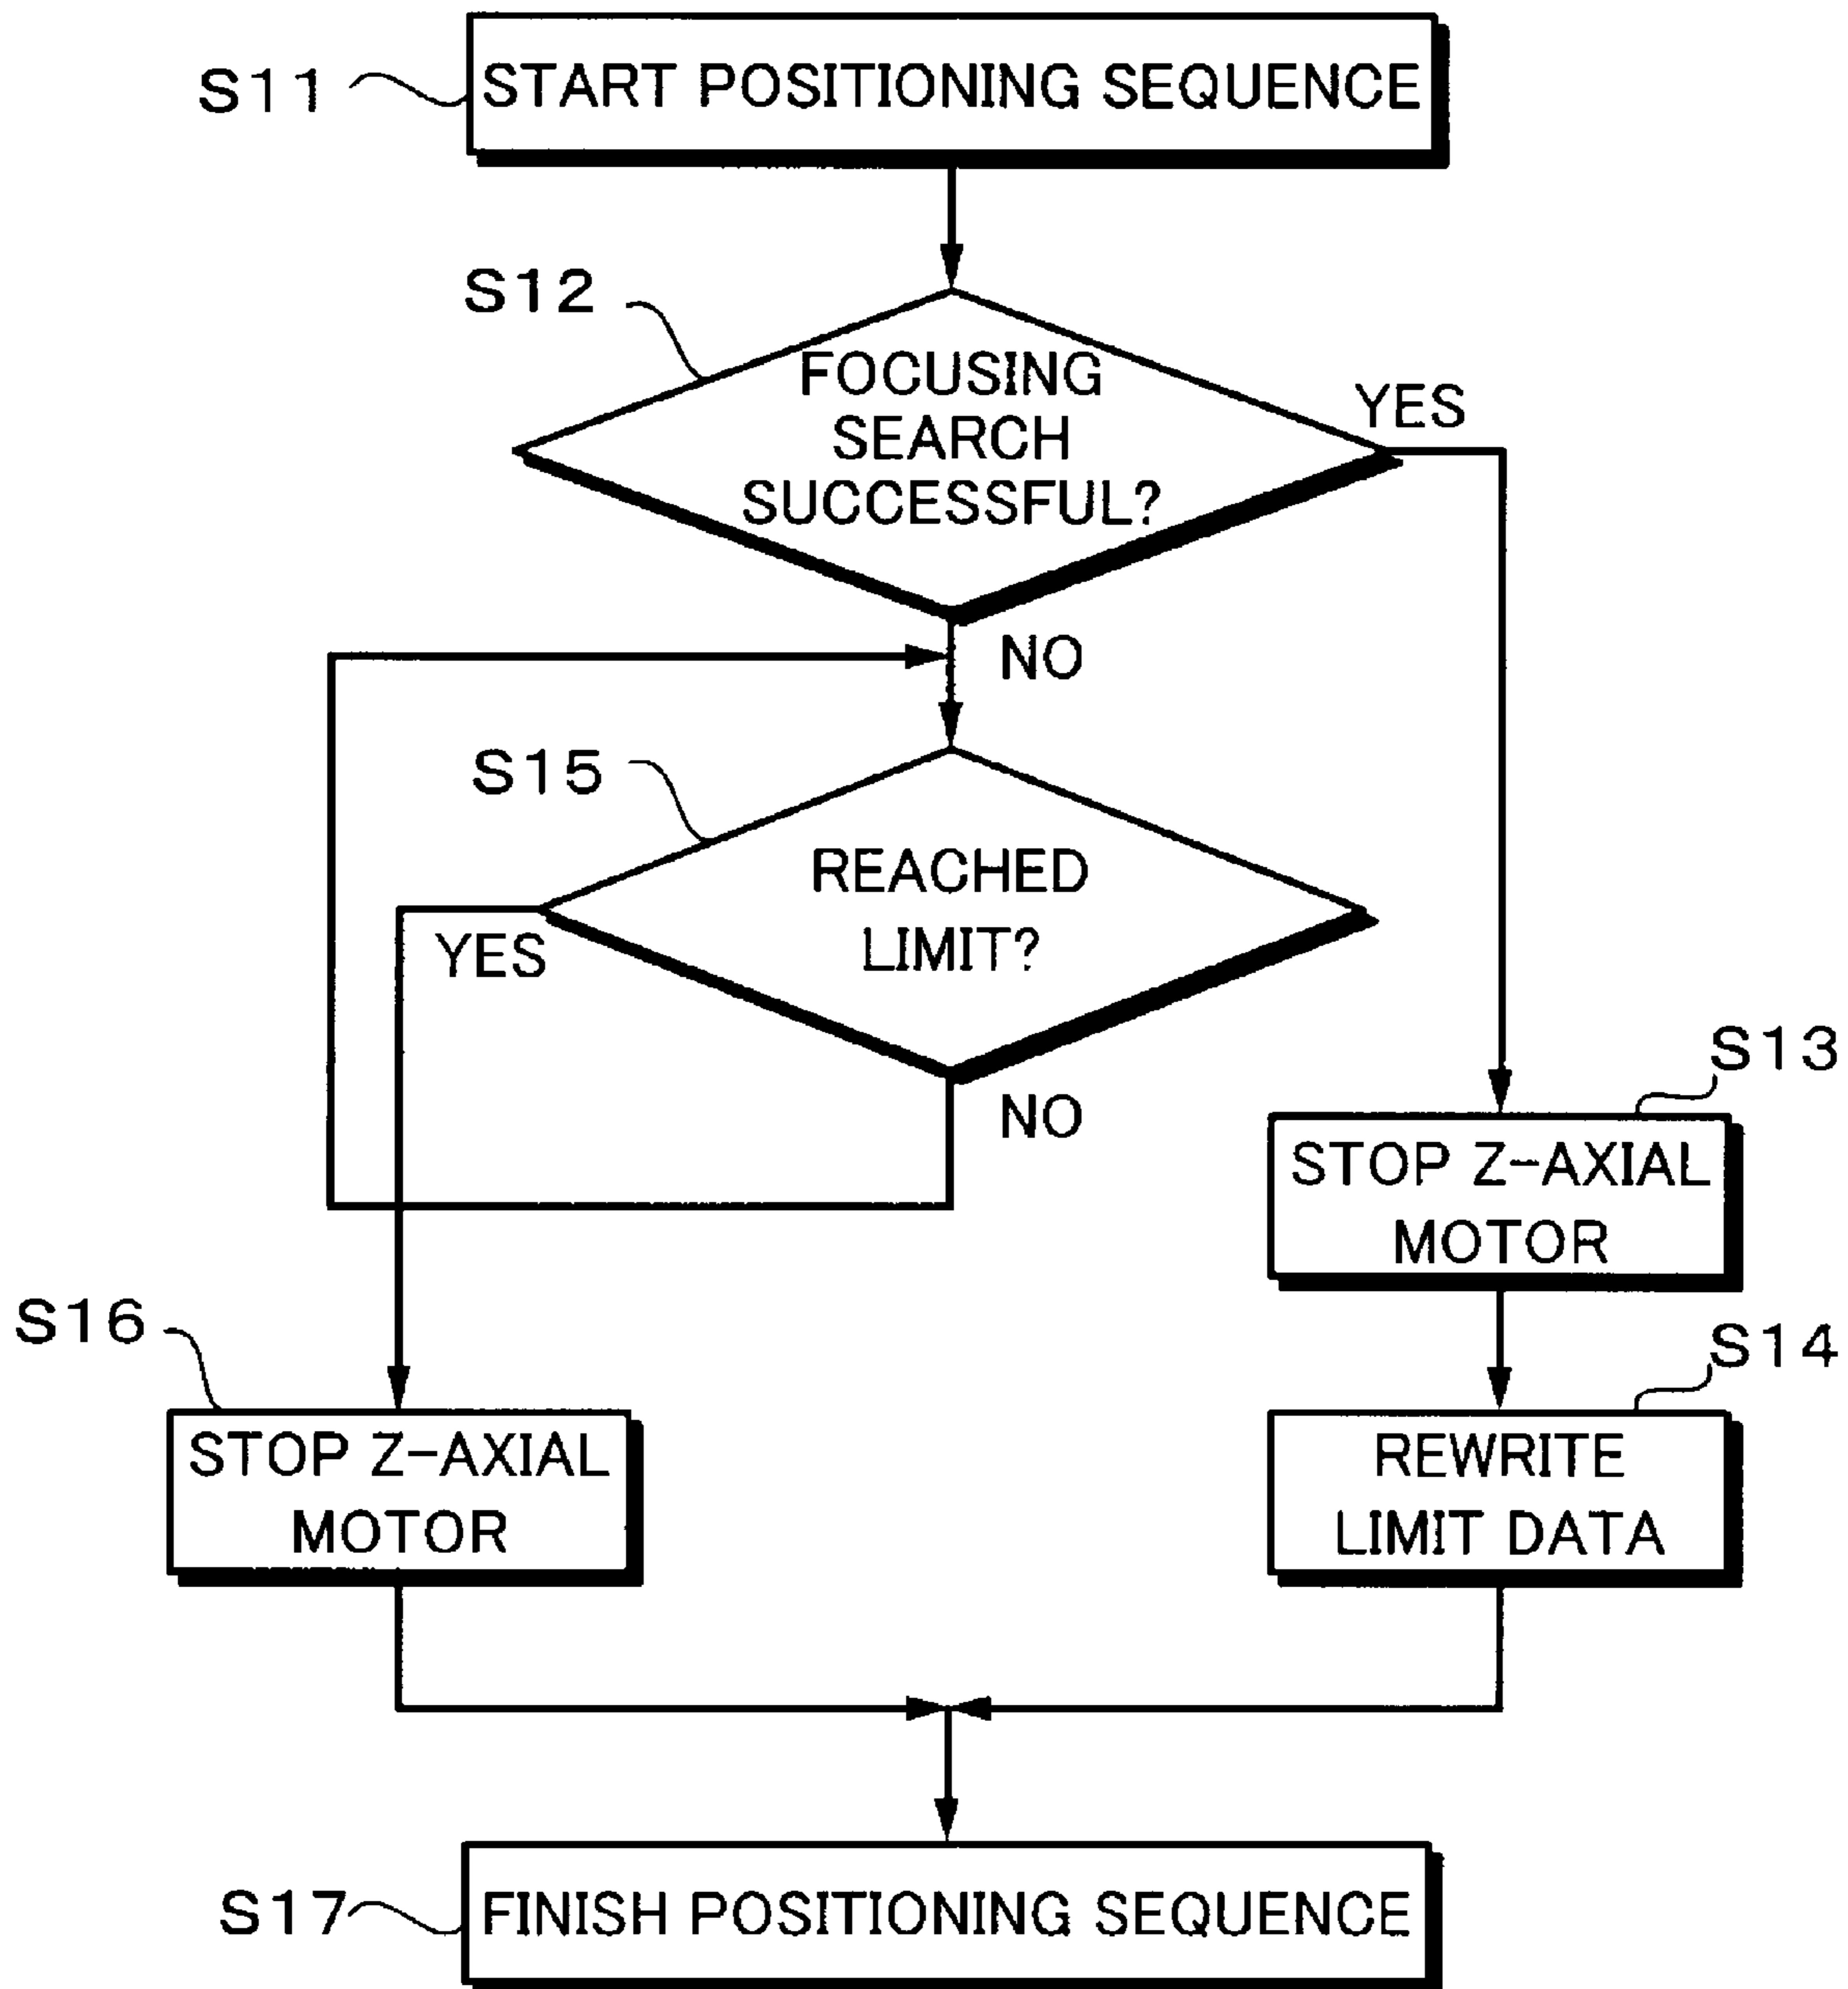 S11
START POSITIONING SEQUENCE
S12
FOCUSING
SEARCH
SUCCESSFUL?
YES
NO
S15
REACHED
LIMIT?
YES
NO
S13
STOP Z-AXIAL
MOTOR
S16
STOP Z-AXIAL
MOTOR
S14
REWRITE
LIMIT DATA
S17
FINISH POSITIONING SEQUENCE